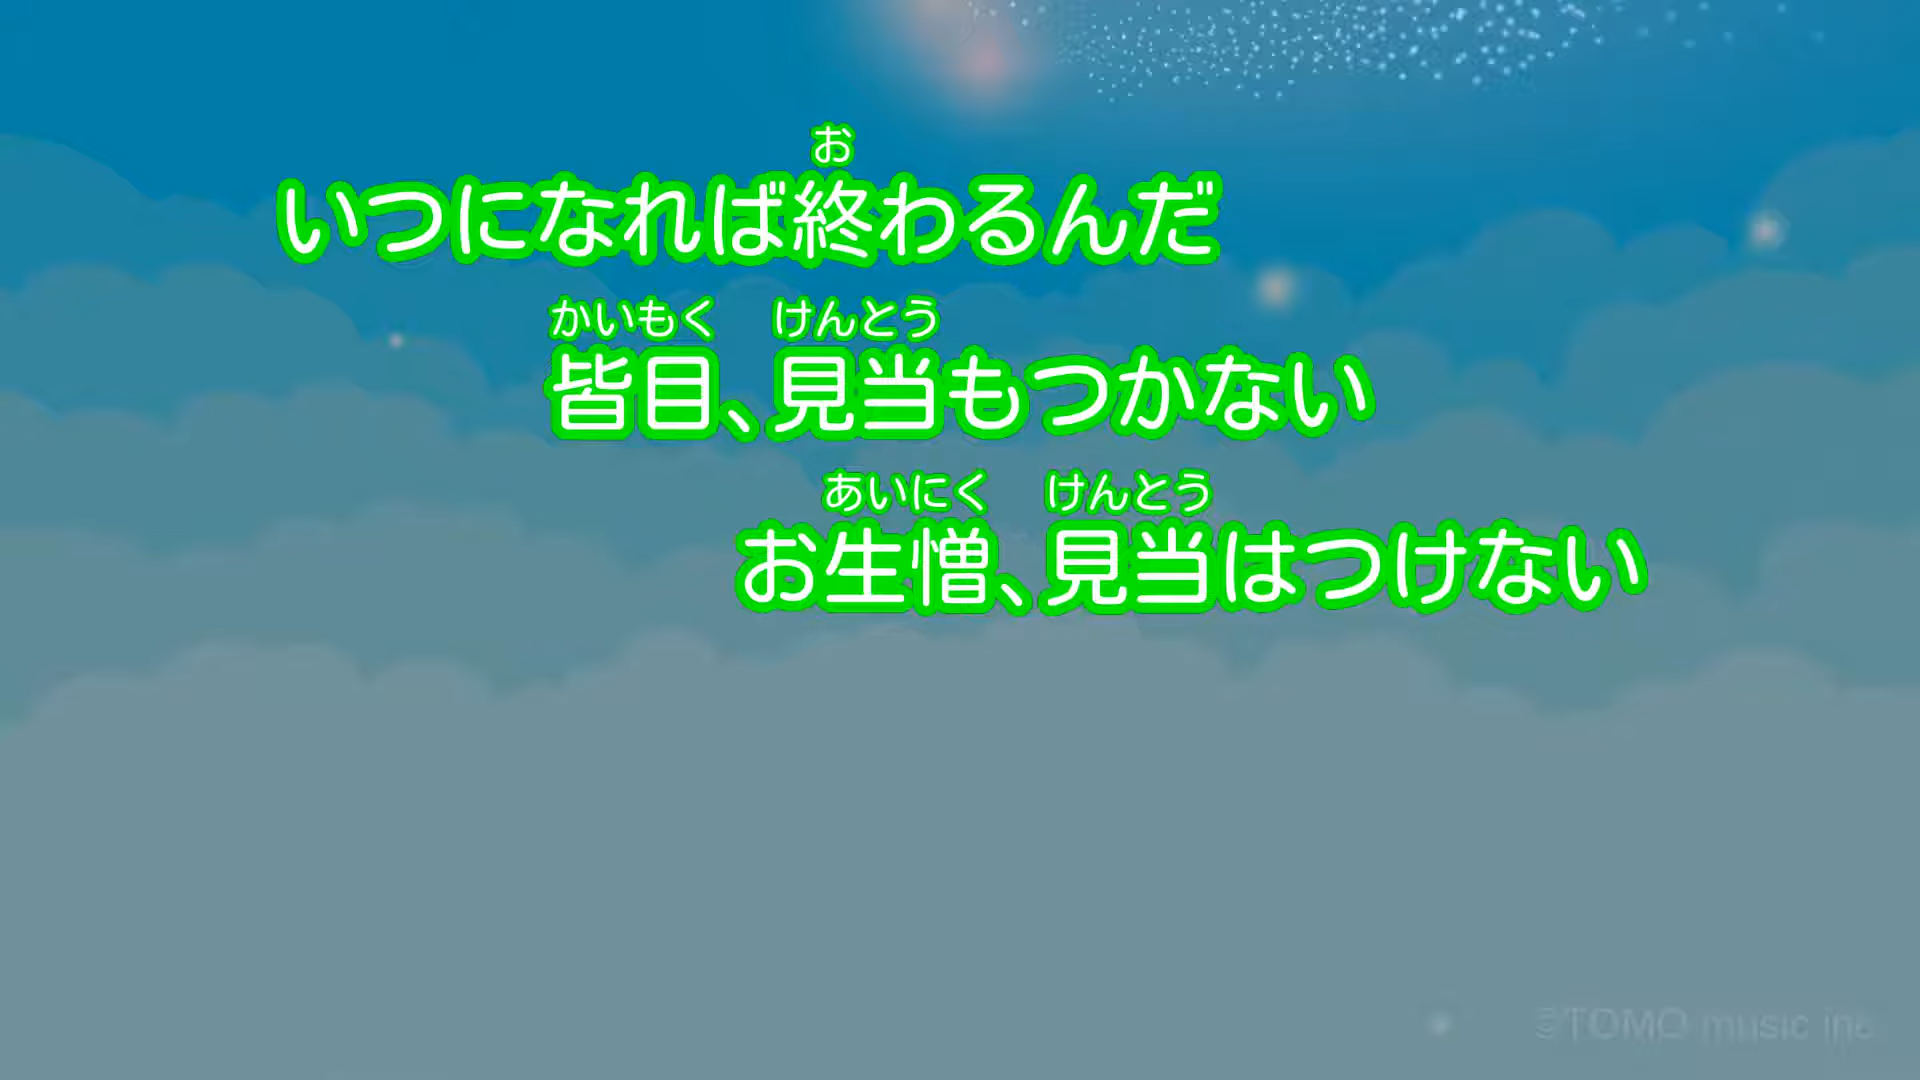 お
いつになれば終わるんだ
かいもく けんとう
皆目、見当もつかない
あいにく けんとう
お生憎、見当はつけない
TOMO music inc